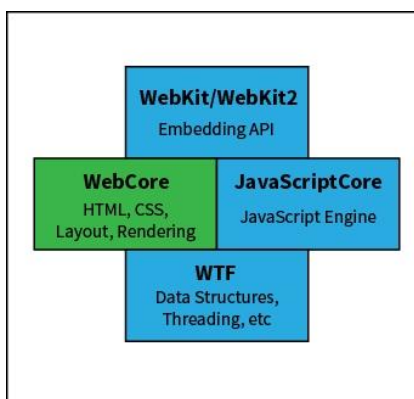 WebKit/WebKit2
Embedding API
WebCore
HTML, CSS,
Layout, Rendering
JavaScriptCore
JavaScript Engine
WTF
Data Structures,
Threading, etc